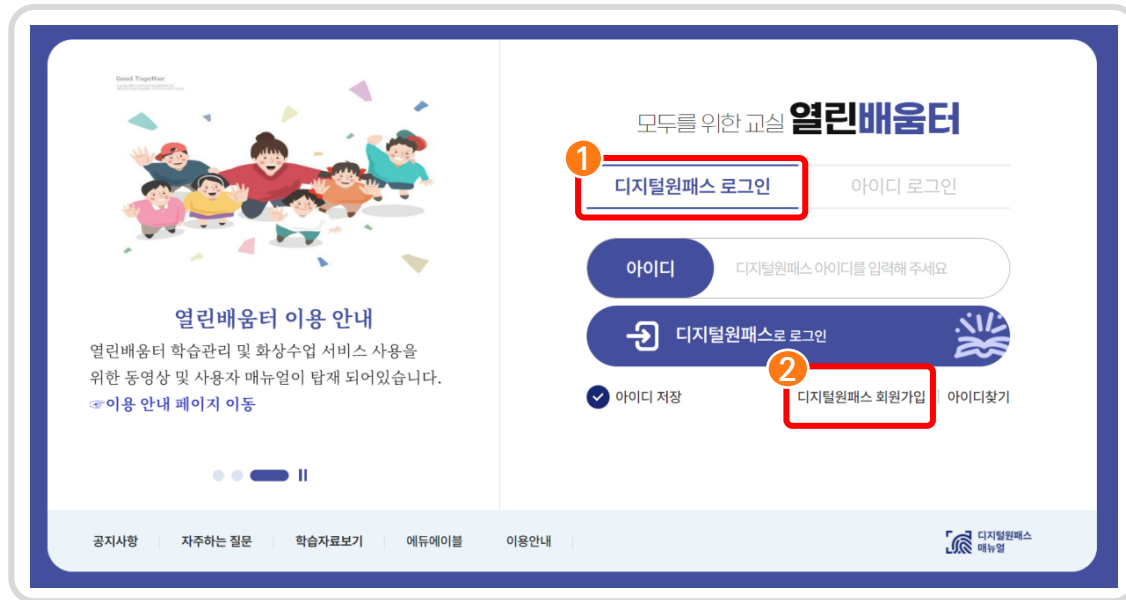 Good Together
열린배움터 이용 안내
열린배움터 학습관리 및 화상수업 서비스 사용을
위한 동영상 및 사용자 매뉴얼이 탑재 되어있습니다.
☞이용 안내 페이지 이동
모두를 위한 교실 열린배움터
1
디지털원패스 로그인
아이디 로그인
아이디
디지털원패스 아이디를 입력해 주세요
디지털원패스로 로그인
2
아이디 저장
디지털원패스 회원가입
아이디찾기
공지사항
자주하는 질문
학습자료보기
에듀에이블
이용안내
디지털원패스
매뉴얼